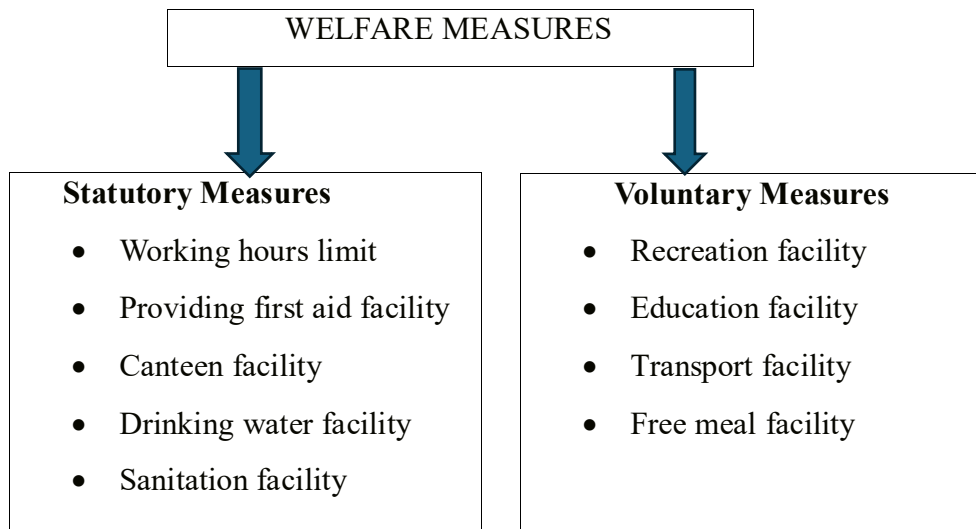 WELFARE MEASURES
Statutory Measures
• Working hours limit
• Providing first aid facility
• Canteen facility
• Drinking water facility
• Sanitation facility
Voluntary Measures
• Recreation facility
• Education facility
• Transport facility
• Free meal facility